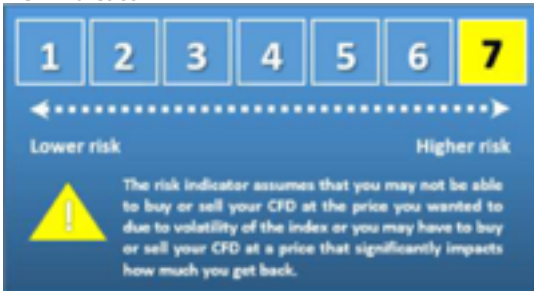 1 2 3 4 5 6 7
Lower risk Higher risk
The risk indicator assumes that you may not be able
to buy or sell your CFD at the price you wanted to
due to volatility of the index or you may have to buy
or sell your CFD at a price that significantly impacts
how much you get back.